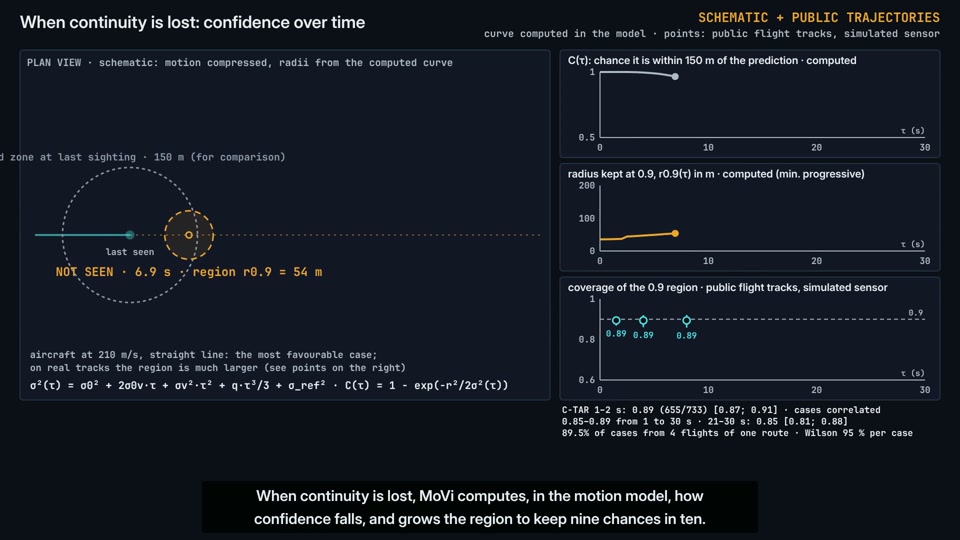 When continuity is lost: confidence over time
SCHEMATIC + PUBLIC TRAJECTORIES
curve computed in the model · points: public flight tracks, simulated sensor
PLAN VIEW · schematic: motion compressed, radii from the computed curve
zone at last sighting · 150 m (for comparison)
last seen
NOT SEEN · 6.9 s · region r0.9 = 54 m
aircraft at 210 m/s, straight line: the most favourable case;
on real tracks the region is much larger (see points on the right)
σ²(τ) = σ0² + 2σ0v·τ + σv²·τ² + q·τ³/3 + σ_ref² · C(τ) = 1 - exp(-r²/2σ²(τ))
C(τ): chance it is within 150 m of the prediction · computed
1
0.5
τ (s)
0 10 20 30
radius kept at 0.9, r0.9(τ) in m · computed (min. progressive)
200
100
0
τ (s)
0 10 20 30
coverage of the 0.9 region · public flight tracks, simulated sensor
1
0.9
0.8
0.89 0.89 0.89
0.6
τ (s)
0 10 20 30
C-TAR 1–2 s: 0.89 (655/733) [0.87; 0.91] · cases correlated
0.85–0.89 from 1 to 30 s · 21–30 s: 0.85 [0.81; 0.88]
89.5% of cases from 4 flights of one route · Wilson 95 % per case
When continuity is lost, MoVi computes, in the motion model, how
confidence falls, and grows the region to keep nine chances in ten.